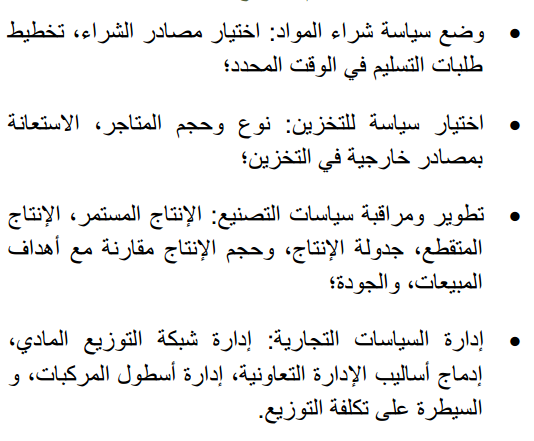 • وضع سياسة شراء المواد: اختيار مصادر الشراء، تخطيط
طلبات التسليم في الوقت المحدد؛
• اختيار سياسة للتخزين: نوع وحجم المتاجر، الاستعانة
بمصادر خارجية في التخزين؛
• تطوير ومراقبة سياسات التصنيع: الإنتاج المستمر، الإنتاج
المتقطع، جدولة الإنتاج، وحجم الإنتاج مقارنة مع أهداف
المبيعات، والجودة؛
• إدارة السياسات التجارية: إدارة شبكة التوزيع المادي،
إدماج أساليب الإدارة التعاونية، إدارة أسطول المركبات، و
السيطرة على تكلفة التوزيع.